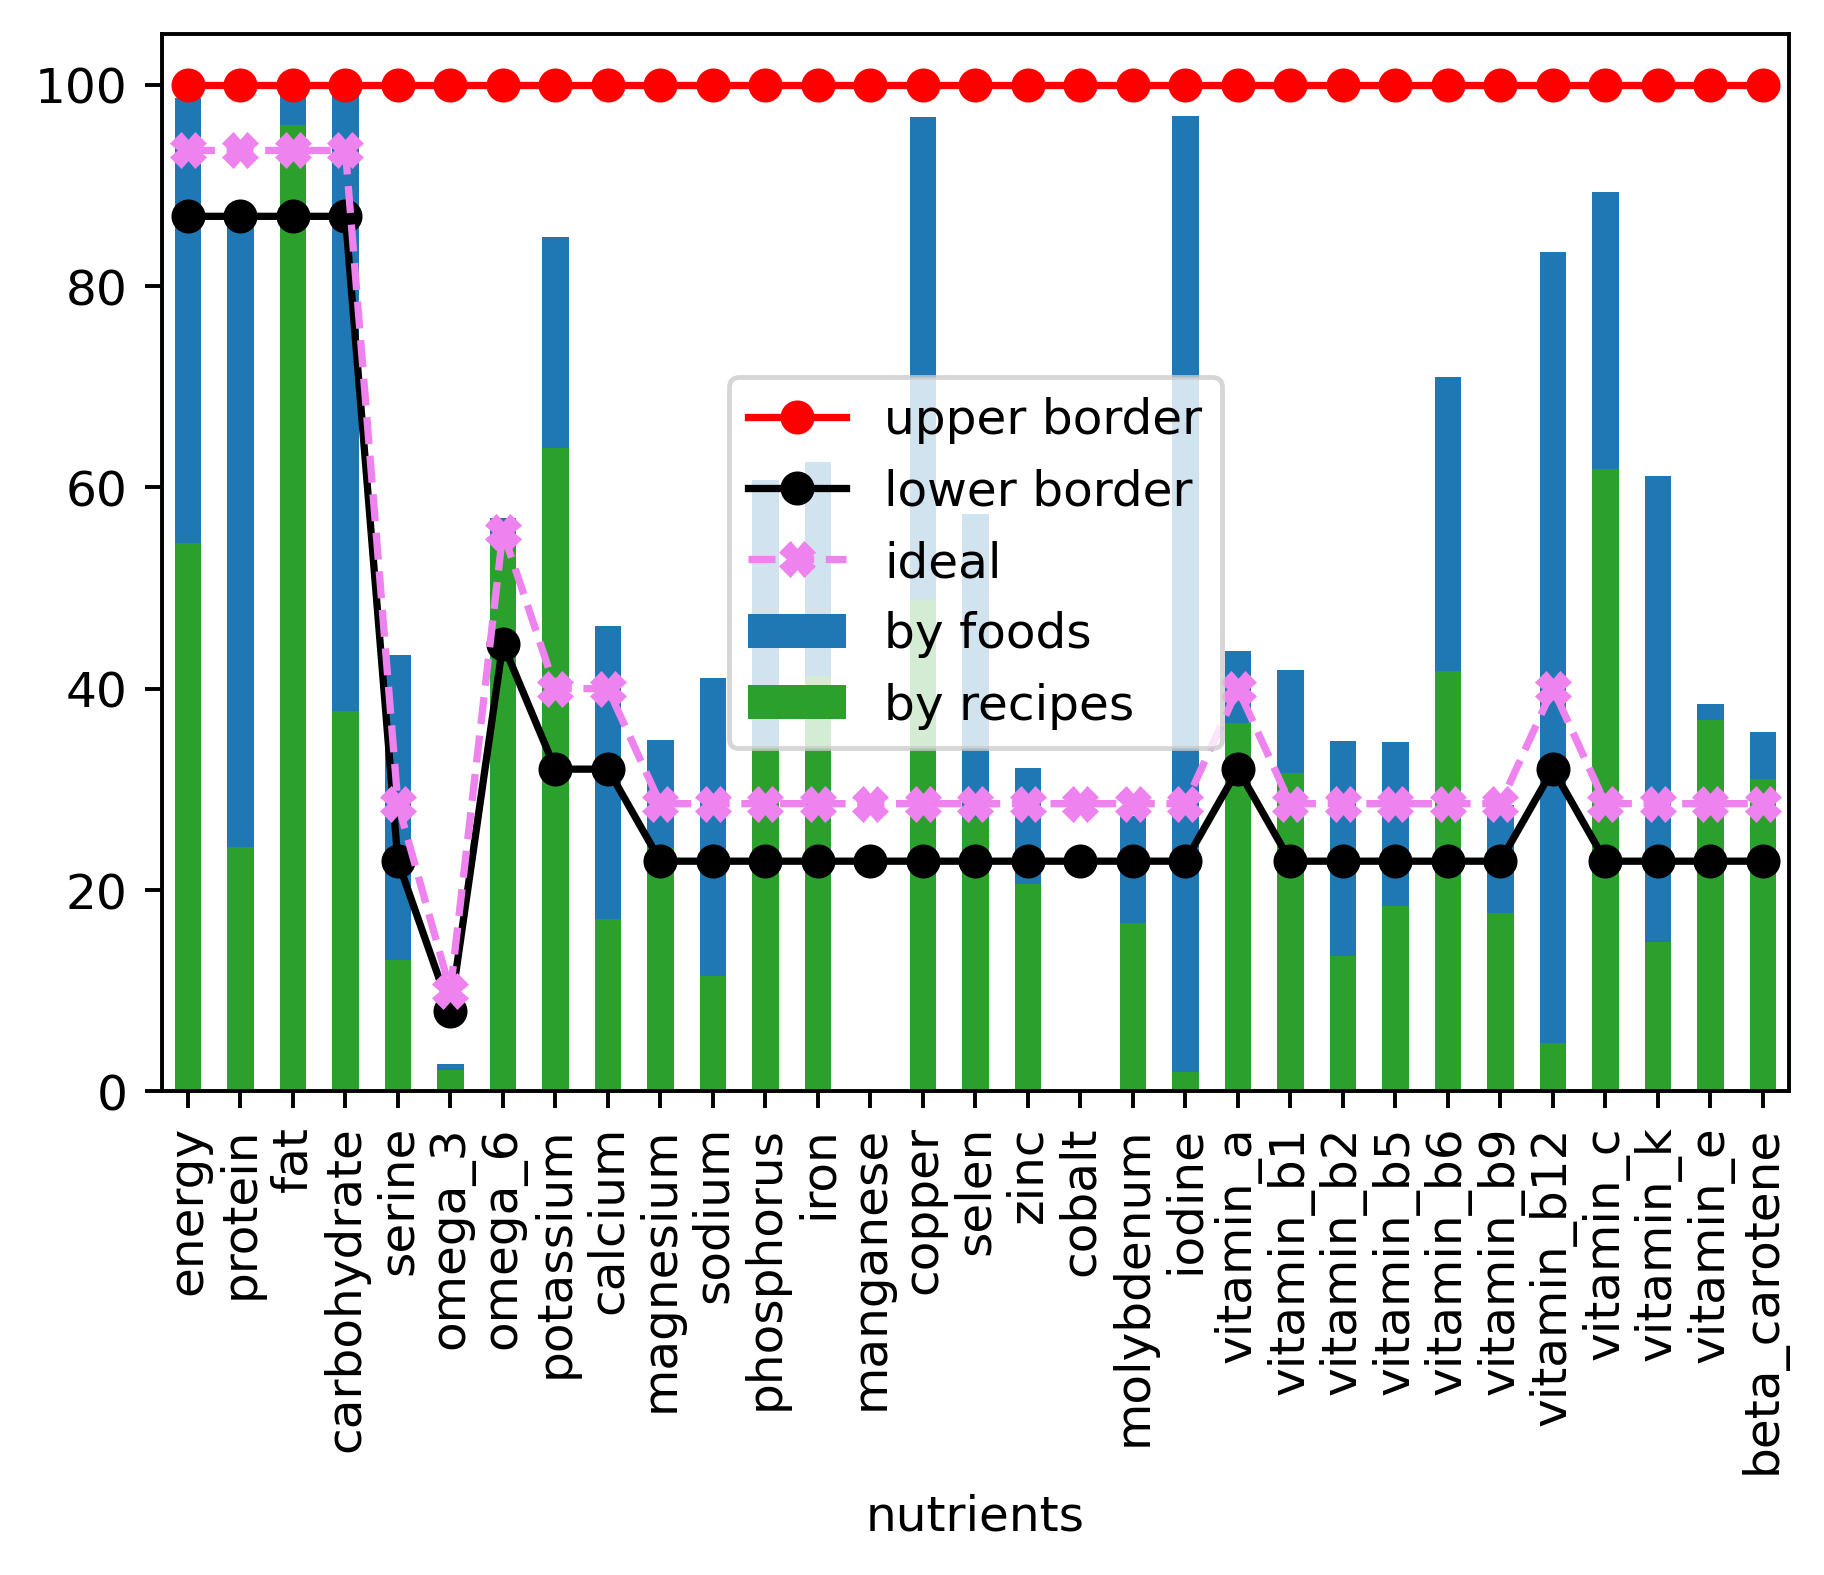 100
80
60
40
20
0
upper border
lower border
ideal
by foods
by recipes
energy
protein
fat
carbohydrate
serine
omega_3
omega_6
potassium
calcium
magnesium
sodium
phosphorus
iron
manganese
copper
selen
zinc
cobalt
molybdenum
iodine
vitamin_a
vitamin_b1
vitamin_b2
vitamin_b5
vitamin_b6
vitamin_b9
vitamin_b12
vitamin_c
vitamin_k
vitamin_e
beta_carotene
nutrients